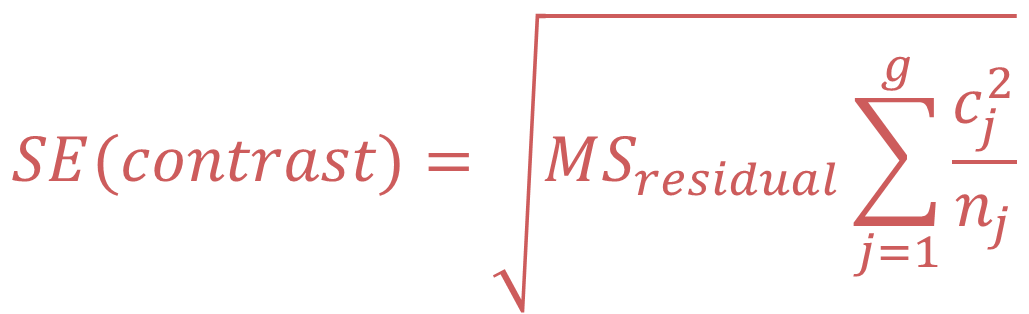 SE(contrast) = √(MS_residual ∑_{j=1}^{g} c_j^2 / n_j)